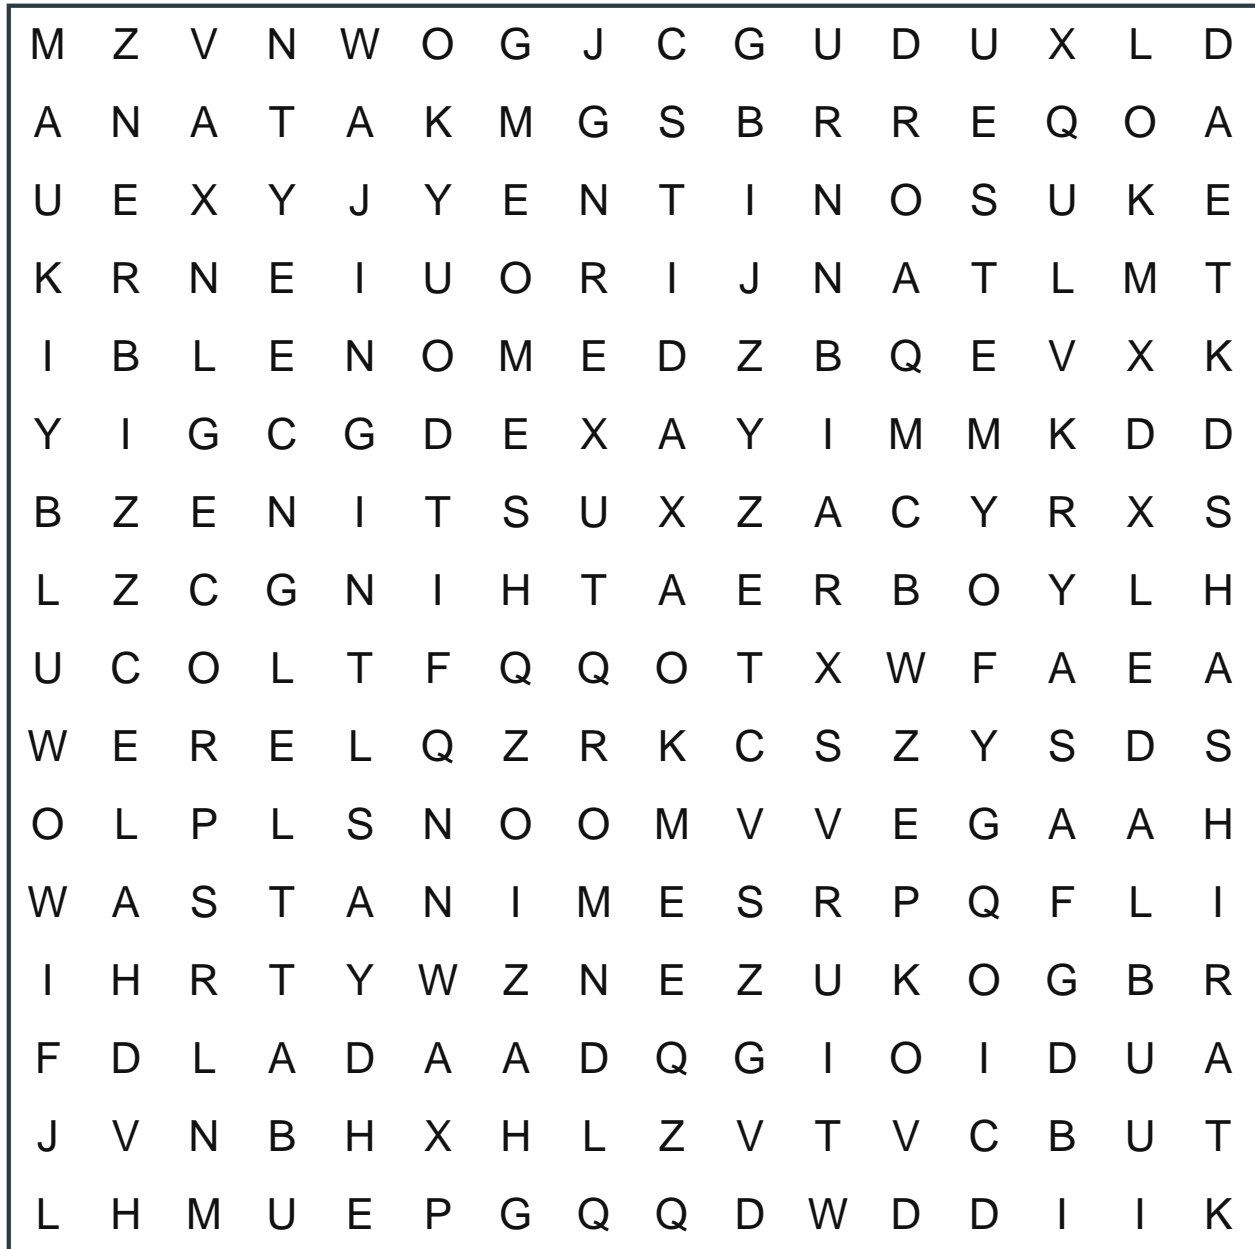 M Z V N W O G J C G U D U X L D
A N A T A K M G S B R R E Q O A
U E X Y J Y E N T I N O S U K E
K R N E I U O R I J N A T L M T
I B L E N O M E D Z B Q E V X K
Y I G C G D E X A Y I M M K D D
B Z E N I T S U X Z A C Y R X S
L Z C G N I H T A E R B O Y L H
U C O L T F Q Q O T X W F A E A
W E R E L Q Z R K C S Z Y S D S
O L P L S N O O M V V E G A A H
W A S T A N I M E S R P Q F L I
I H R T Y W Z N E Z U K O G B R
F D L A D A A D Q G I O I D U A
J V N B H X H L Z V T V C B U T
L H M U E P G Q Q D W D D I I K